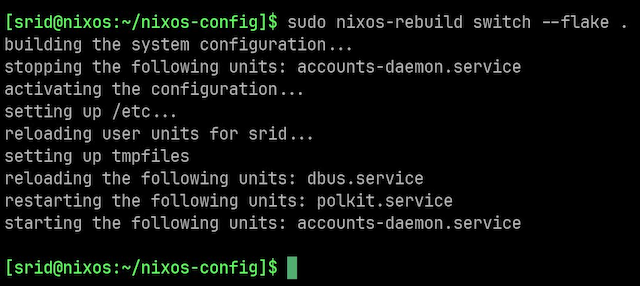 [srid@nixos:~/nixos-config]$ sudo nixos-rebuild switch --flake .
building the system configuration...
stopping the following units: accounts-daemon.service
activating the configuration...
setting up /etc...
reloading user units for srid...
setting up tmpfiles
reloading the following units: dbus.service
restarting the following units: polkit.service
starting the following units: accounts-daemon.service
[srid@nixos:~/nixos-config]$